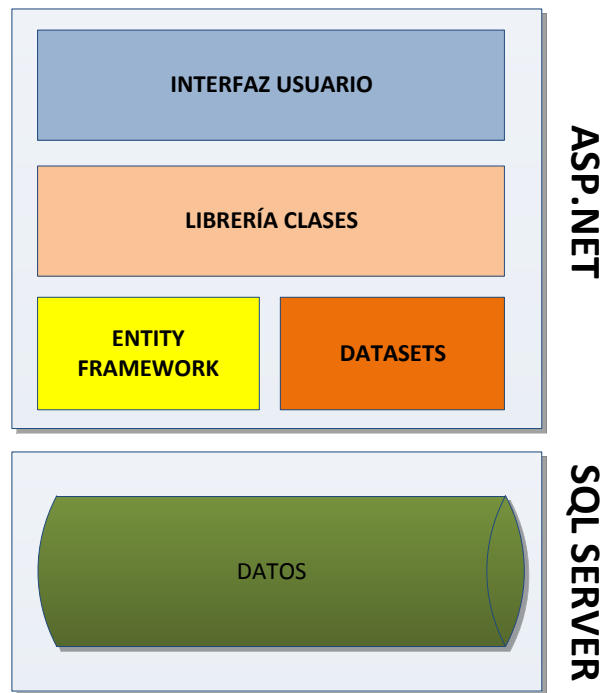 INTERFAZ USUARIO
LIBRERÍA CLASES
ENTITY
FRAMEWORK
DATASETS
ASP.NET
DATOS
SQL SERVER